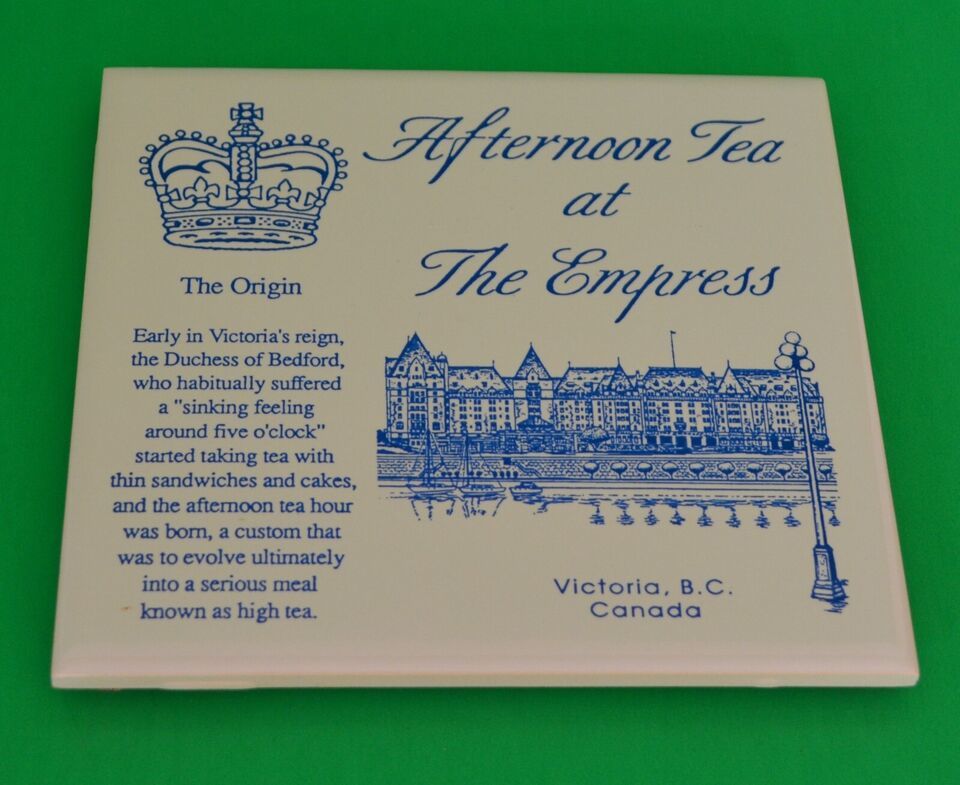 Afternoon Tea
at
The Empress
The Origin
Early in Victoria's reign,
the Duchess of Bedford,
who habitually suffered
a "sinking feeling
around five o'clock"
started taking tea with
thin sandwiches and cakes,
and the afternoon tea hour
was born, a custom that
was to evolve ultimately
into a serious meal
known as high tea.
Victoria, B.C.
Canada